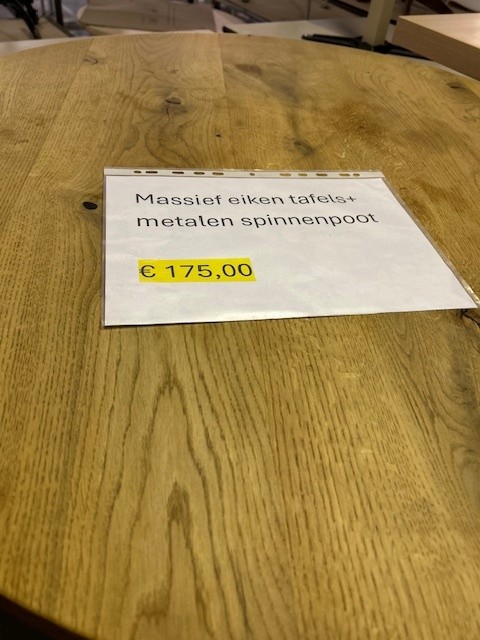 Massief eiken tafels+
metalen spinnenpoot
€ 175,00